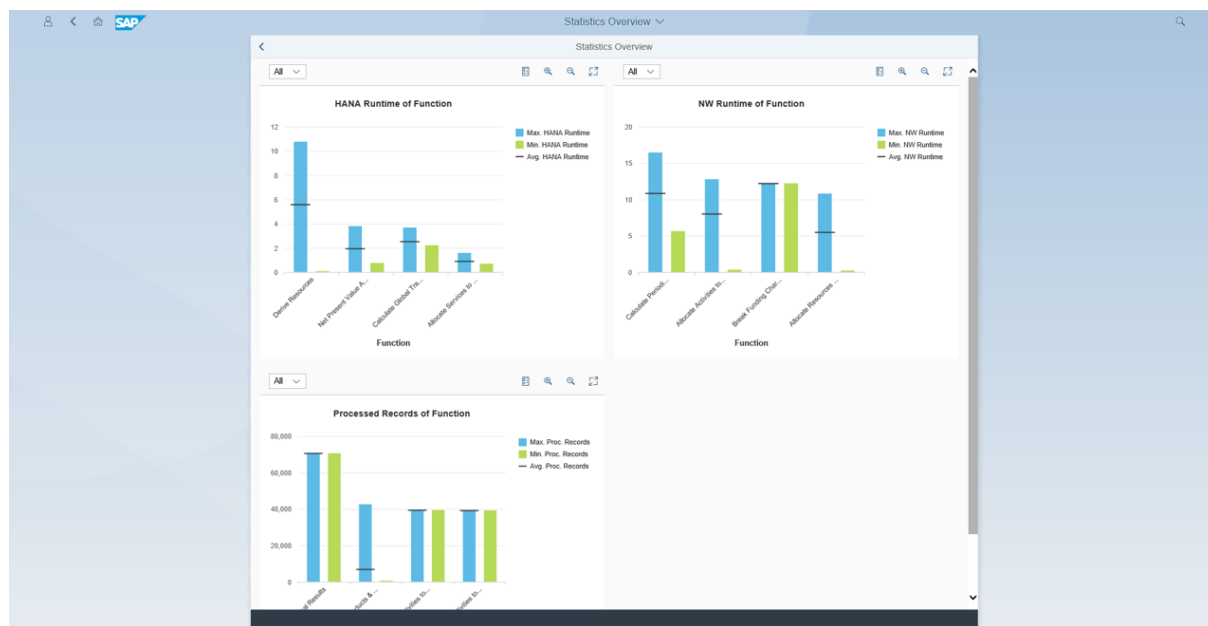 SAP
Statistics Overview
Statistics Overview
All
All
HANA Runtime of Function
12
10
8
6
4
2
0
Max. HANA Runtime
Min. HANA Runtime
Avg. HANA Runtime
Derive Resources
Net Present Value A...
Calculate Global Tra...
Allocate Services to ...
Function
NW Runtime of Function
20
15
10
5
0
Max. NW Runtime
Min. NW Runtime
Avg. NW Runtime
Calculate Periodi...
Allocate Activities to...
Break Funding Char...
Allocate Resources ...
Function
All
Processed Records of Function
80,000
60,000
40,000
20,000
0
Max. Proc. Records
Min. Proc. Records
Avg. Proc. Records
Results
&
to...
to...